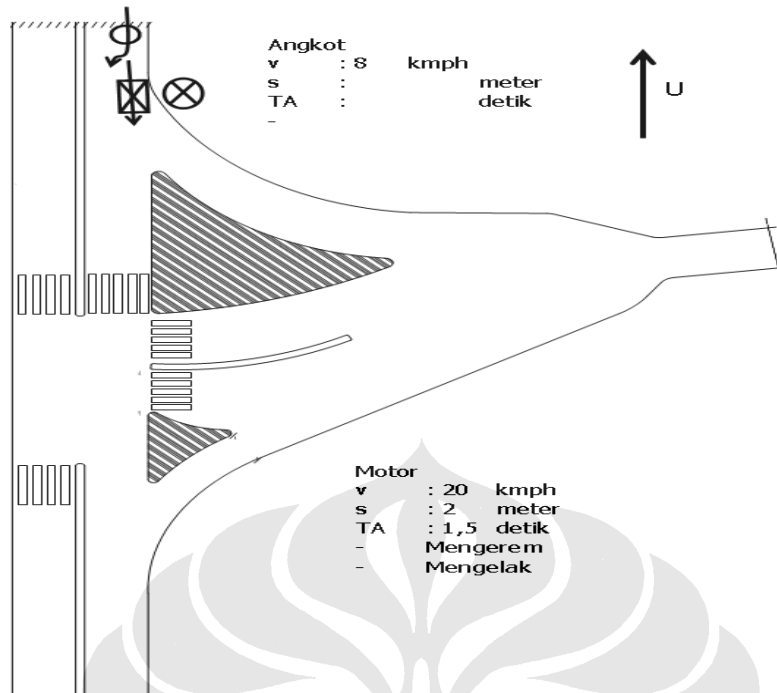 Angkot
v : 8 kmph
s : meter
TA : detik
-
U
Motor
v : 20 kmph
s : 2 meter
TA : 1,5 detik
- Mengerem
- Mengelak